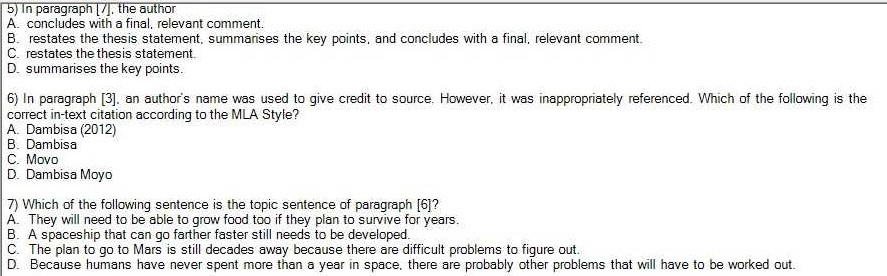 5) In paragraph [7], the author
A. concludes with a final, relevant comment.
B. restates the thesis statement, summarises the key points, and concludes with a final, relevant comment.
C. restates the thesis statement.
D. summarises the key points.
6) In paragraph [3], an author's name was used to give credit to source. However, it was inappropriately referenced. Which of the following is the
correct in-text citation according to the MLA Style?
A. Dambisa (2012)
B. Dambisa
C. Movo
D. Dambisa Moyo
7) Which of the following sentence is the topic sentence of paragraph [6]?
A. They will need to be able to grow food too if they plan to survive for years.
B. A spaceship that can go farther faster still needs to be developed.
C. The plan to go to Mars is still decades away because there are difficult problems to figure out.
D. Because humans have never spent more than a year in space, there are probably other problems that will have to be worked out.